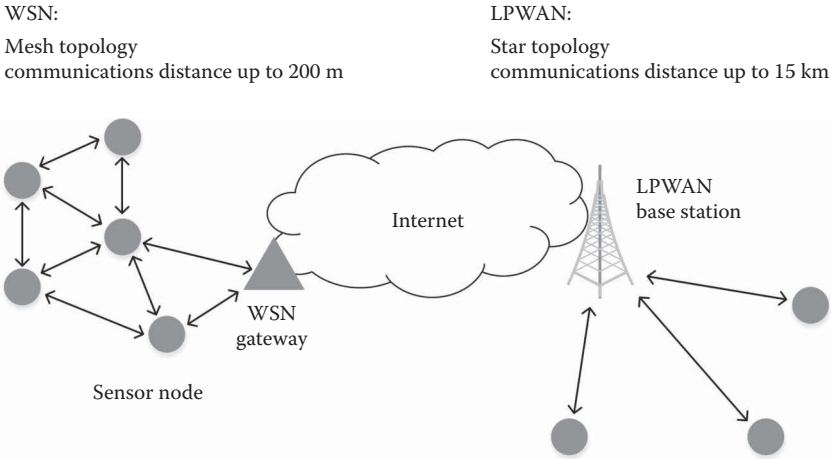 WSN:
Mesh topology
communications distance up to 200 m
LPWAN:
Star topology
communications distance up to 15 km
Internet
LPWAN
base station
WSN
gateway
Sensor node